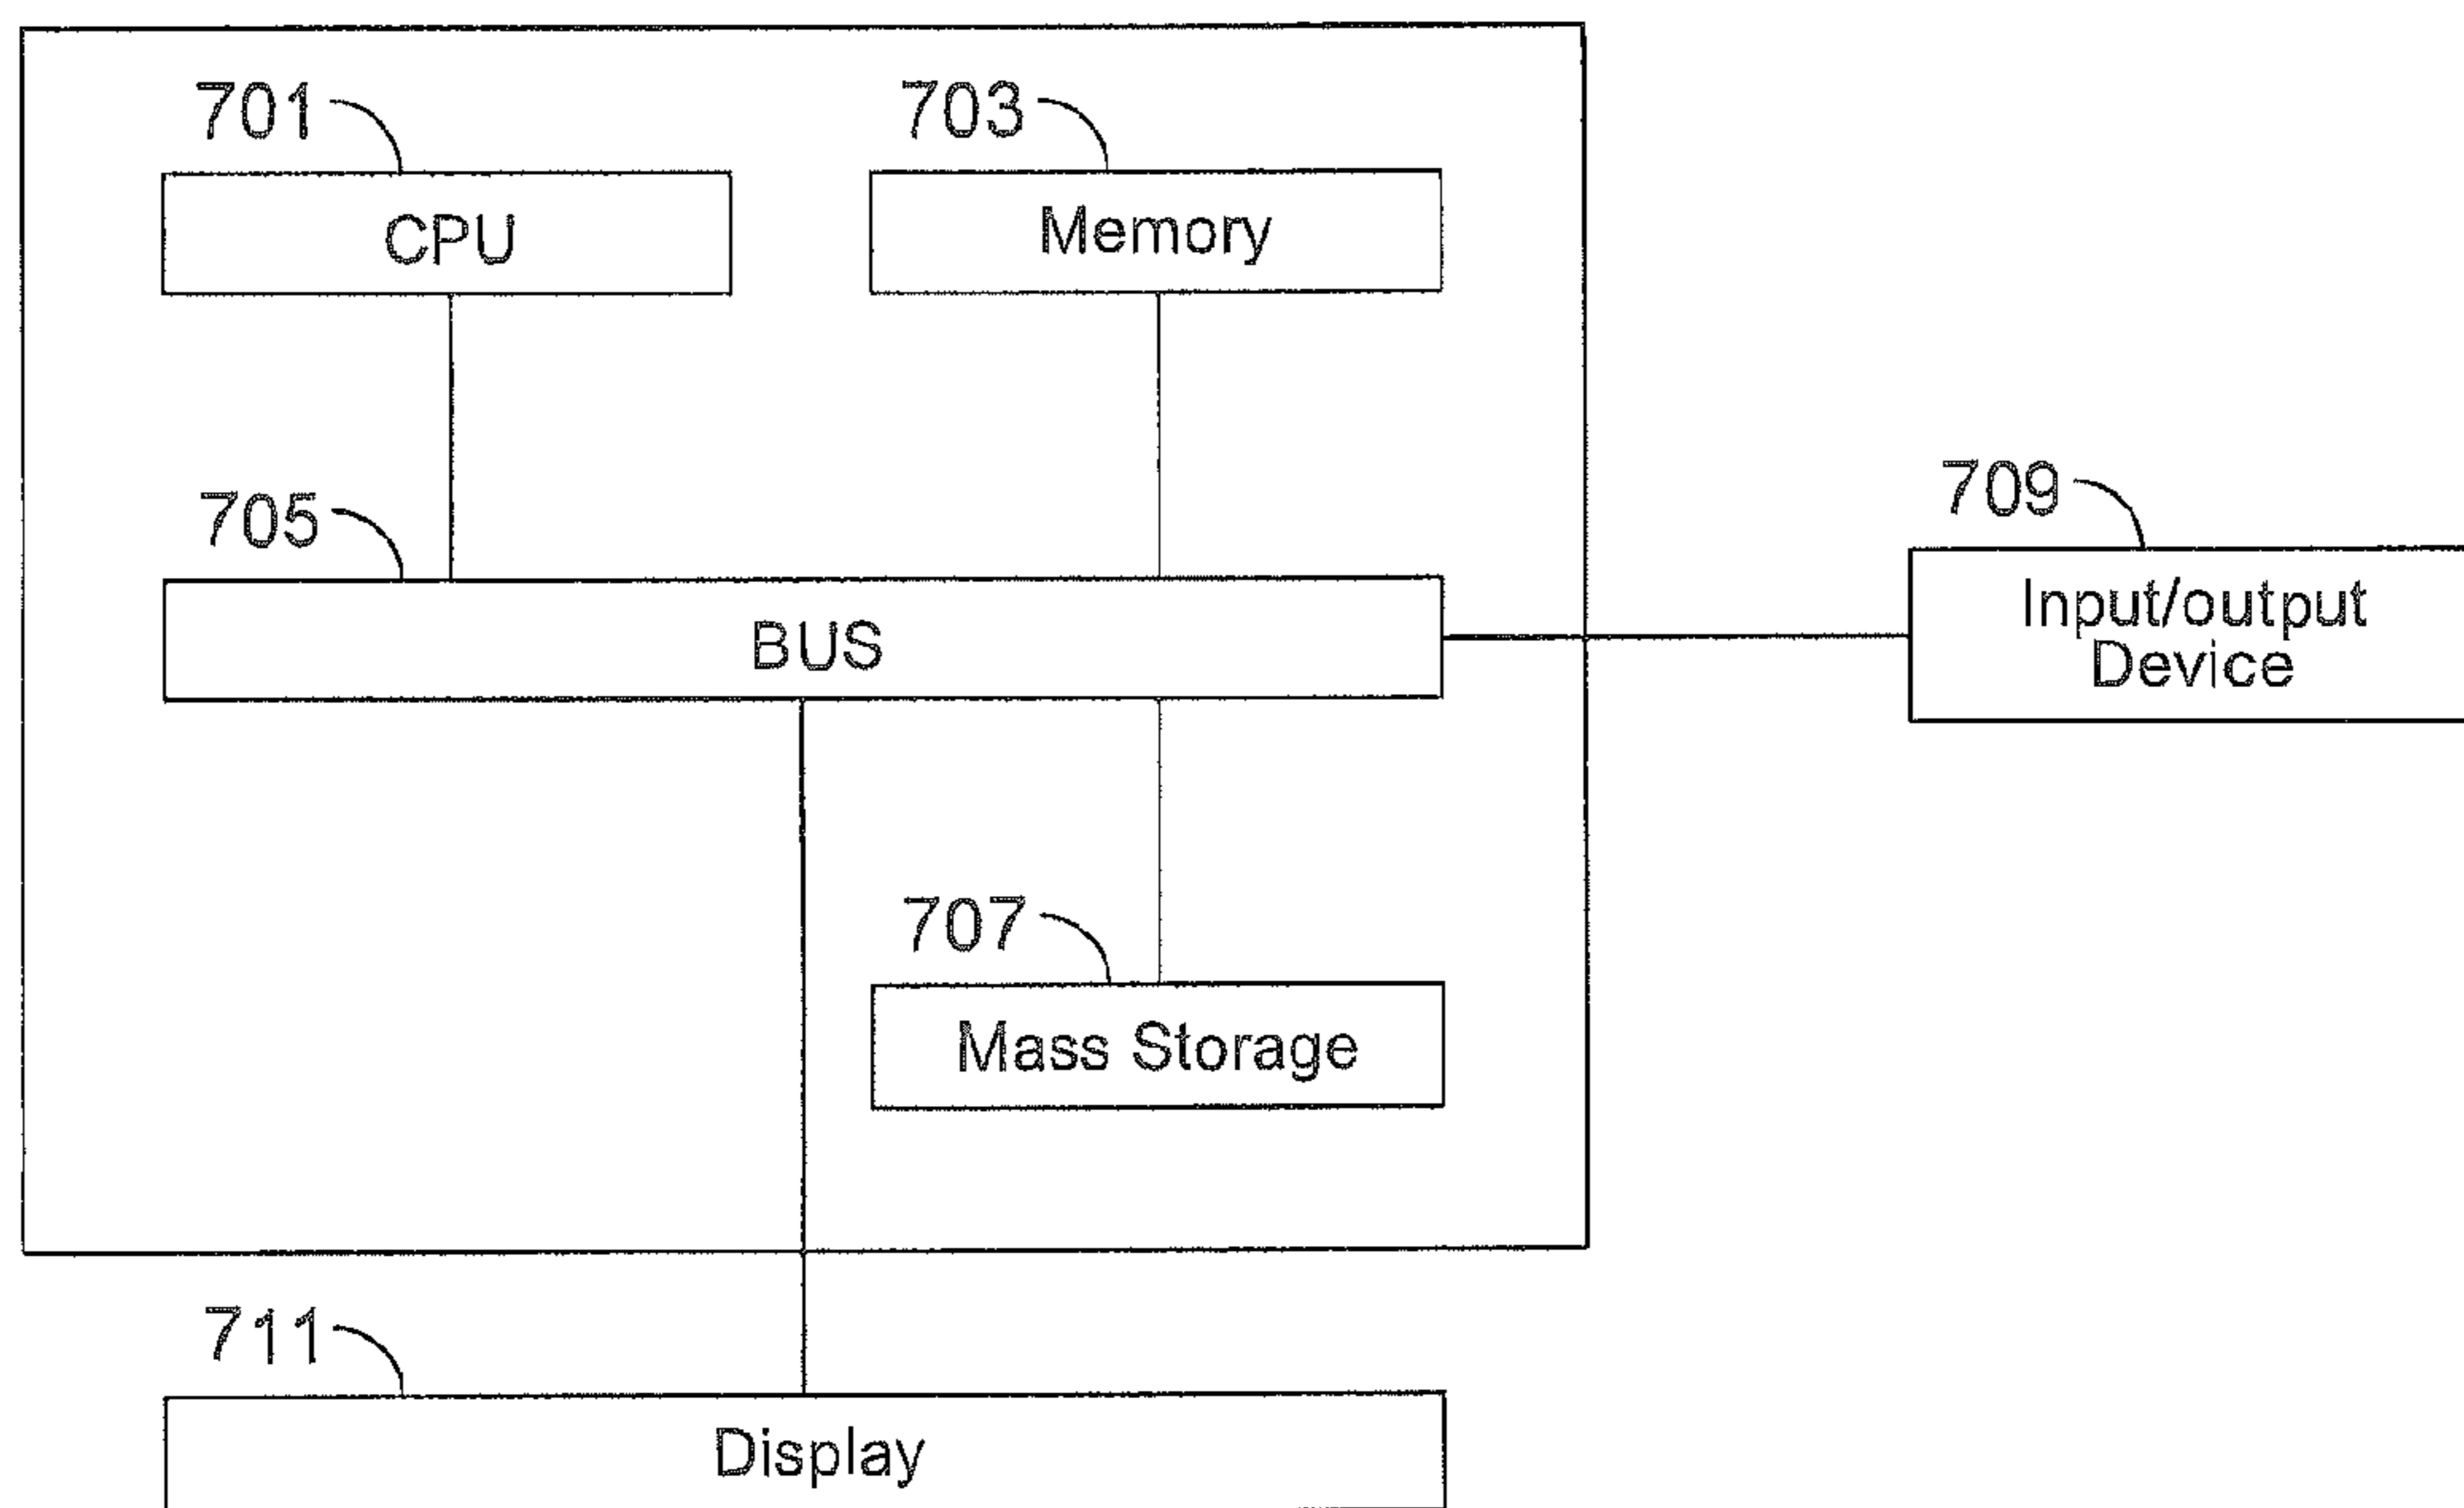 701
703
CPU
Memory
705
709
BUS
Input/output
Device
707
Mass Storage
711
Display